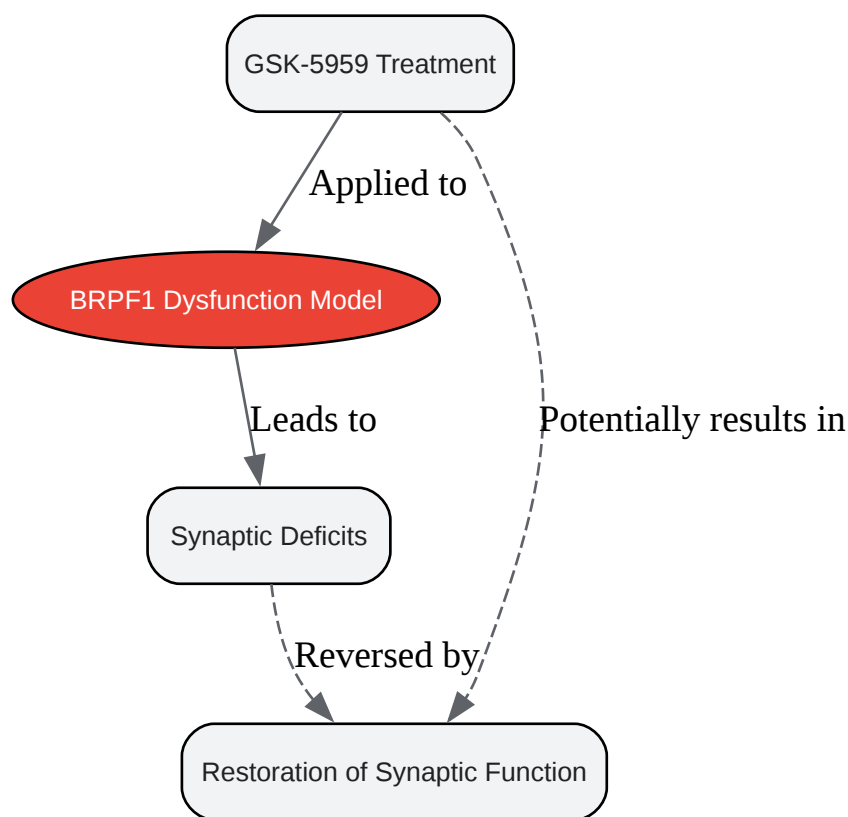 GSK-5959 Treatment
Applied to
BRPF1 Dysfunction Model
Leads to
Potentially results in
Synaptic Deficits
Reversed by
Restoration of Synaptic Function